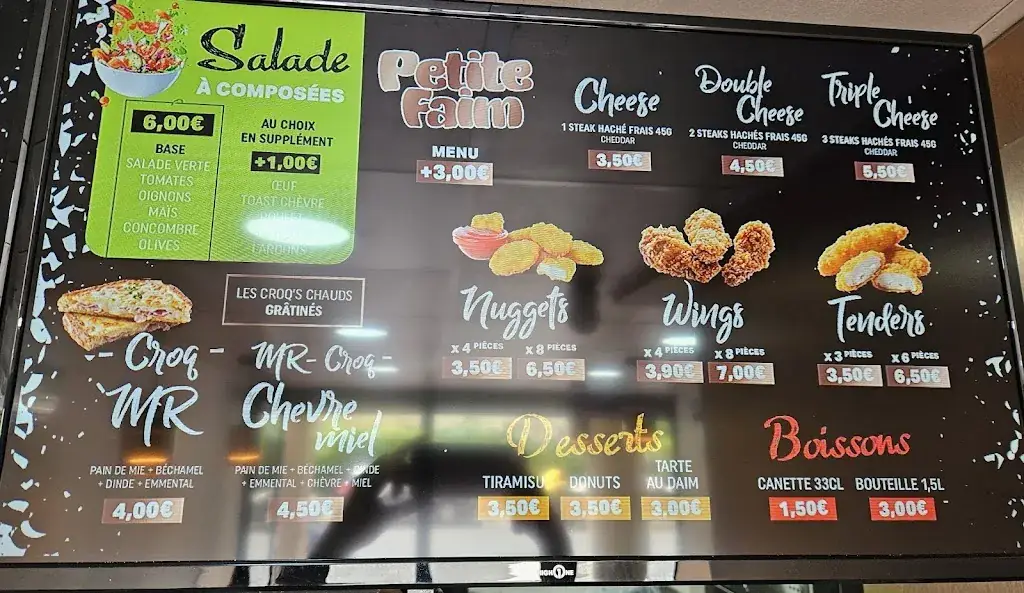 Salade
À COMPOSÉES
6,00€
BASE
SALADE VERTE
TOMATES
OIGNONS
MAÏS
CONCOMBRE
OLIVES
AU CHOIX
EN SUPPLÉMENT
+1,00€
ŒUF
TOAST CHÈVRE
POULET
LARDONS
Petite
Faim
MENU
+3,00€
Cheese
1 STEAK HACHÉ FRAIS 45G
CHEDDAR
3,50€
Double
Cheese
2 STEAKS HACHÉS FRAIS 45G
CHEDDAR
4,50€
Triple
Cheese
3 STEAKS HACHÉS FRAIS 45G
CHEDDAR
5,50€
Nuggets
x 4 PIÈCES
3,50€
x 8 PIÈCES
6,50€
Wings
x 4 PIÈCES
3,90€
x 8 PIÈCES
7,00€
Tenders
x 3 PIÈCES
3,50€
x 6 PIÈCES
6,50€
LES CROQ'S CHAUDS
GRÂTINÉS
- Croq -
MR
PAIN DE MIE + BÉCHAMEL
+ DINDE + EMMENTAL
4,00€
MR - Croq -
Chevre
miel
PAIN DE MIE + BÉCHAMEL + DINDE
+ EMMENTAL + CHÈVRE + MIEL
4,50€
Desserts
TIRAMISU
3,50€
DONUTS
3,50€
TARTE
AU DAIM
3,00€
Boissons
CANETTE 33CL
1,50€
BOUTEILLE 1,5L
3,00€
HIGH ONE